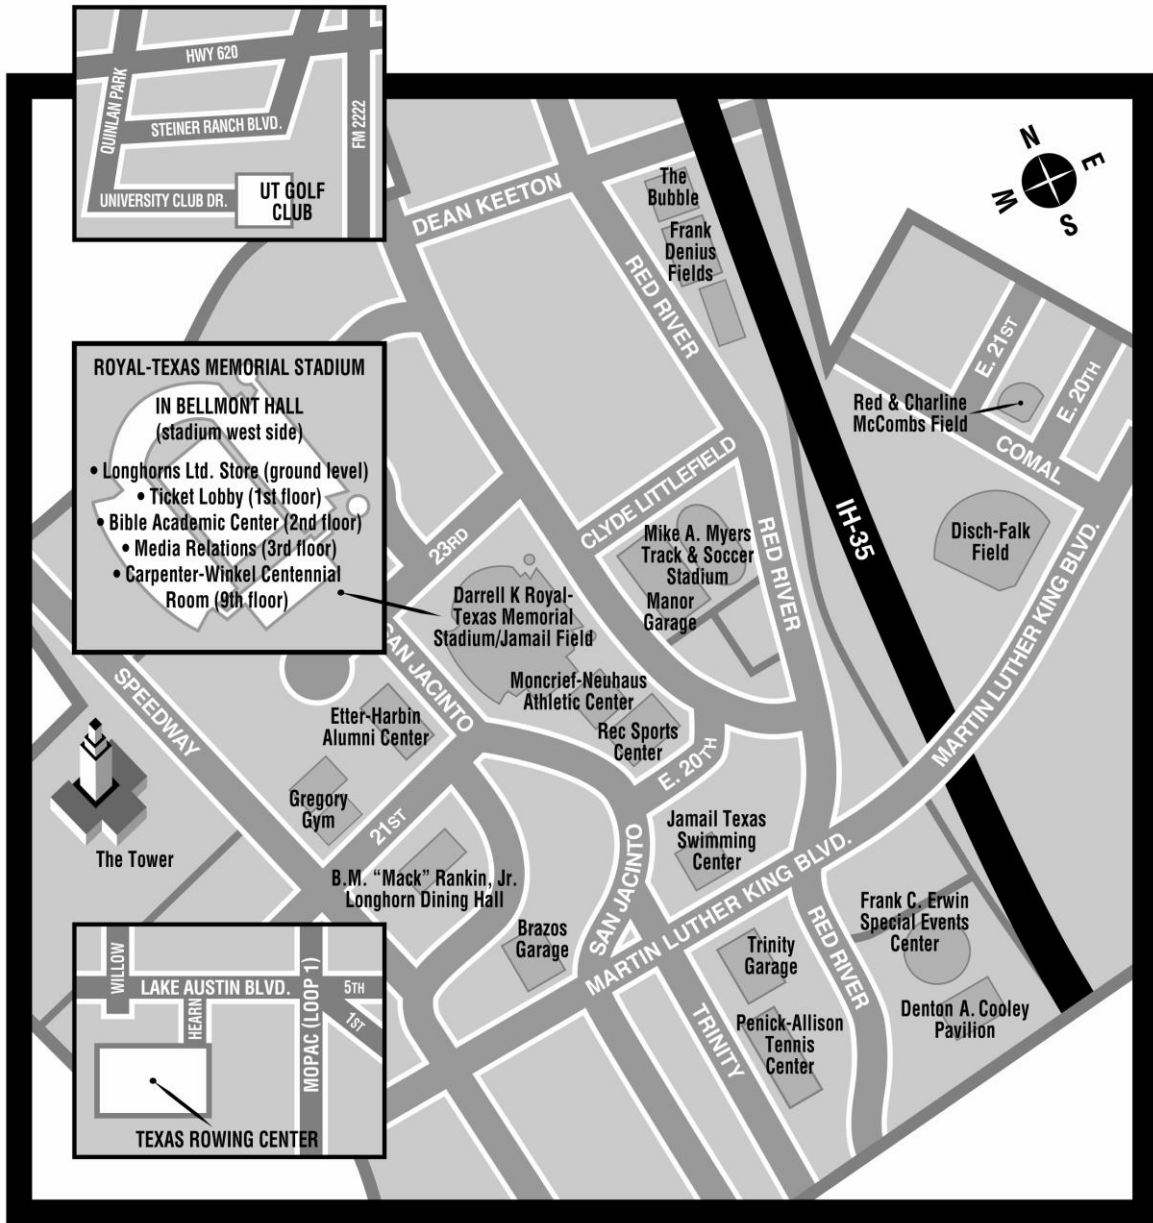 HWY 620
QUINLAN PARK
STEINER RANCH BLVD.
FM 2222
UNIVERSITY CLUB DR.
UT GOLF
CLUB
DEAN KEETON
The
Bubble
Frank
Denius
Fields
RED RIVER
N
E
W
S
E. 21ST
E. 20TH
Red & Charline
McCombs Field
COMAL
ROYAL-TEXAS MEMORIAL STADIUM
IN BELLMONT HALL
(stadium west side)
• Longhorns Ltd. Store (ground level)
• Ticket Lobby (1st floor)
• Bible Academic Center (2nd floor)
• Media Relations (3rd floor)
• Carpenter-Winkel Centennial
Room (9th floor)
23RD
CLYDE LITTLEFIELD
Mike A. Myers
Track & Soccer
Stadium
Manor
Garage
RED RIVER
IH-35
Disch-Falk
Field
MARTIN LUTHER KING BLVD.
Darrell K Royal-
Texas Memorial
Stadium/Jamail Field
SAN JACINTO
Moncrief-Neuhaus
Athletic Center
Rec Sports
Center
E. 20TH
SPEEDWAY
Etter-Harbin
Alumni Center
Gregory
Gym
21ST
The Tower
B.M. “Mack” Rankin, Jr.
Longhorn Dining Hall
Jamail Texas
Swimming
Center
SAN JACINTO
MARTIN LUTHER KING BLVD.
Brazos
Garage
Trinity
Garage
RED RIVER
Frank C. Erwin
Special Events
Center
Denton A. Cooley
Pavilion
Penick-Allison
Tennis
Center
TRINITY
WILLOW
LAKE AUSTIN BLVD.
HEARN
MOPAC (LOOP 1)
5TH
1ST
TEXAS ROWING CENTER